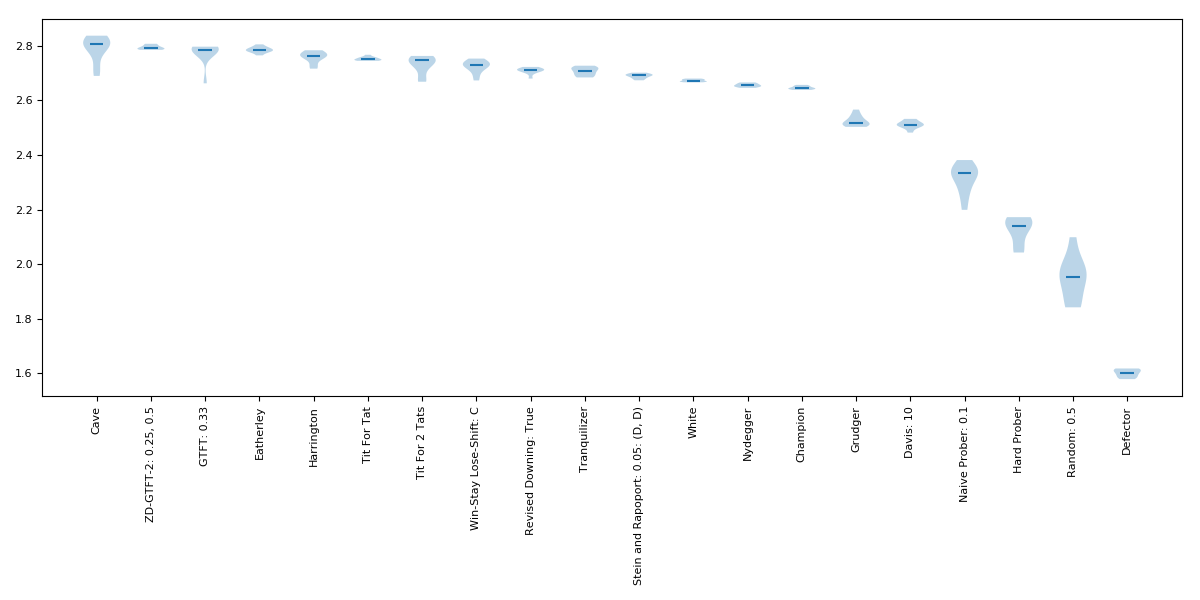 2.8
2.6
2.4
2.2
2.0
1.8
1.6
Cave
ZD-GTFT-2: 0.25, 0.5
GTFT: 0.33
Eatherley
Harrington
Tit For Tat
Tit For 2 Tats
Win-Stay Lose-Shift: C
Revised Downing: True
Tranquilizer
Stein and Rapoport: 0.05: (D, D)
White
Nydegger
Champion
Grudger
Davis: 10
Naive Prober: 0.1
Hard Prober
Random: 0.5
Defector